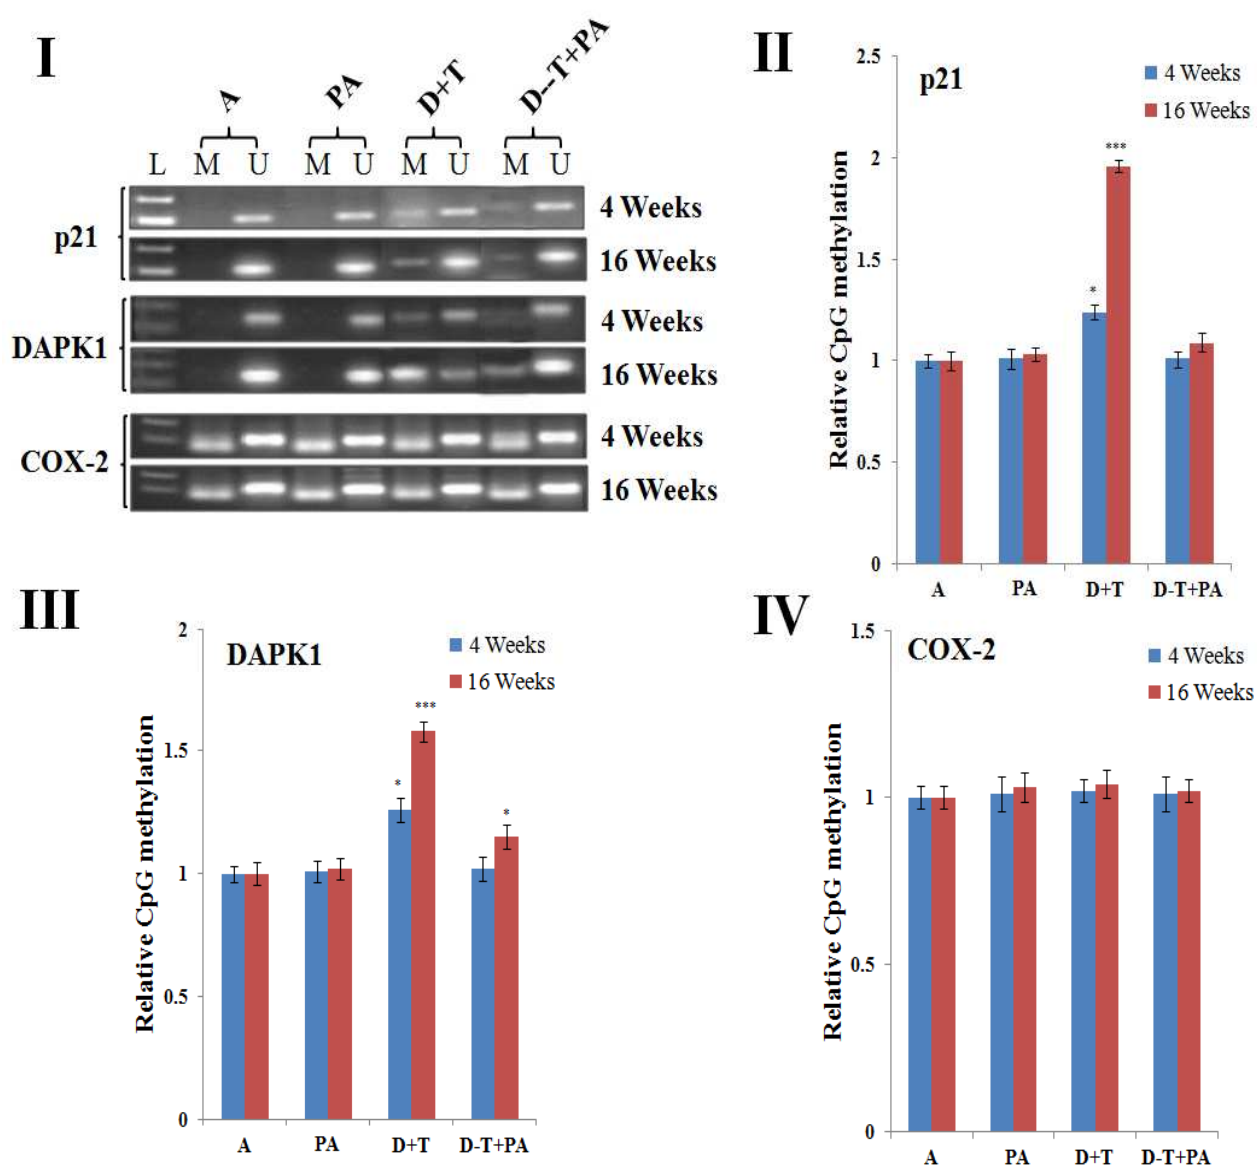 I
A PA D+T D--T+PA
L M U M U M U M U
p21
4 Weeks
16 Weeks
DAPK1
4 Weeks
16 Weeks
COX-2
4 Weeks
16 Weeks
II
p21
4 Weeks
16 Weeks
Relative CpG methylation
2.5
2
1.5
1
0.5
0
*
***
A PA D+T D-T+PA
III
DAPK1
4 Weeks
16 Weeks
Relative CpG methylation
2
1.5
1
0.5
0
*
***
*
A PA D+T D-T+PA
IV
COX-2
4 Weeks
16 Weeks
Relative CpG methylation
1.5
1
0.5
0
A PA D+T D-T+PA